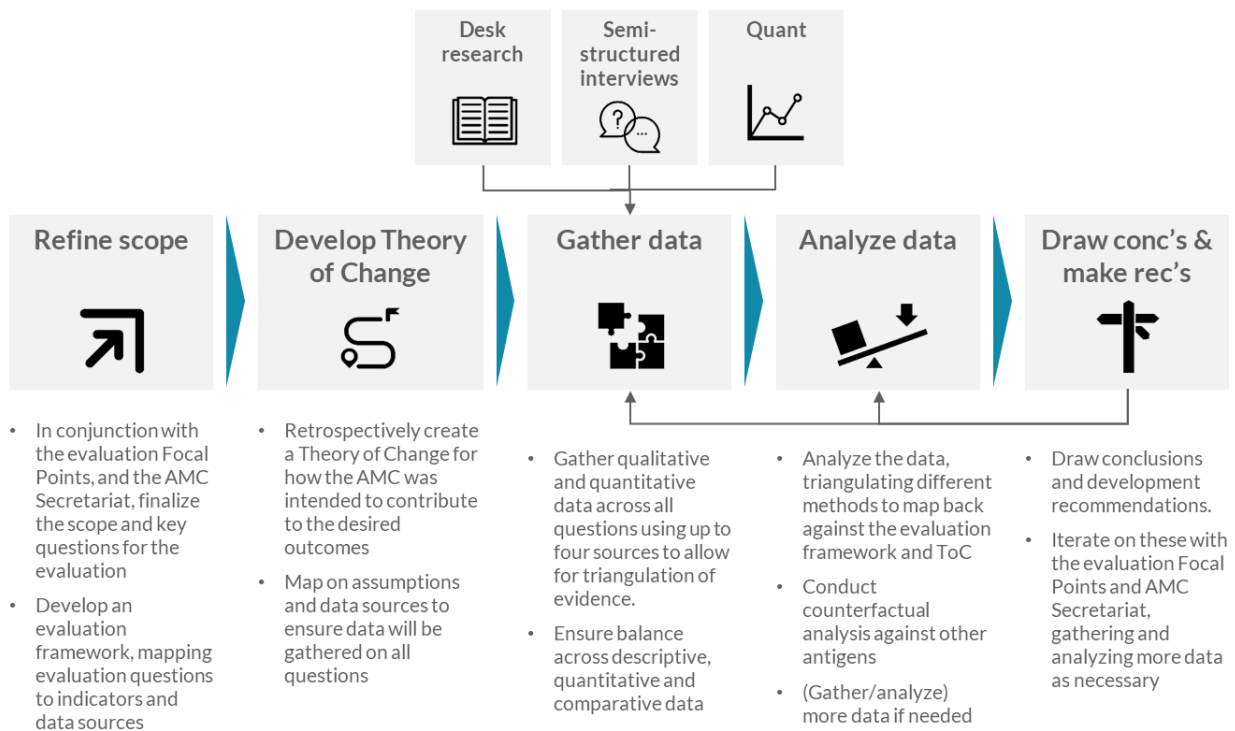 Desk
research
Semi-
structured
interviews
?
...
Quant
Refine scope
Develop Theory
of Change
Gather data
Analyze data
Draw conc's &
make rec's
• In conjunction with
the evaluation Focal
Points, and the AMC
Secretariat, finalize
the scope and key
questions for the
evaluation
• Develop an
evaluation
framework, mapping
evaluation questions
to indicators and
data sources
• Retrospectively create
a Theory of Change for
how the AMC was
intended to contribute
to the desired
outcomes
• Map on assumptions
and data sources to
ensure data will be
gathered on all
questions
• Gather qualitative
and quantitative
data across all
questions using up to
four sources to allow
for triangulation of
evidence.
• Ensure balance
across descriptive,
quantitative and
comparative data
• Analyze the data,
triangulating different
methods to map back
against the evaluation
framework and ToC
• Conduct
counterfactual
analysis against other
antigens
• (Gather/analyze)
more data if needed
• Draw conclusions
and development
recommendations.
• Iterate on these with
the evaluation Focal
Points and AMC
Secretariat,
gathering and
analyzing more data
as necessary